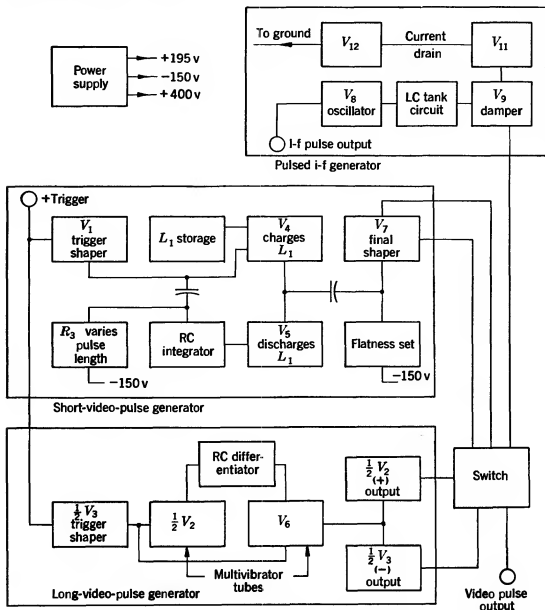 Power
supply
+195 v
−150 v
+400 v
To ground
V12
Current
drain
V11
V8
oscillator
LC tank
circuit
V9
damper
I-f pulse output
Pulsed i-f generator
+Trigger
V1
trigger
shaper
L1 storage
V4
charges
L1
V7
final
shaper
R3 varies
pulse
length
−150 v
RC
integrator
V5
discharges
L1
Flatness set
−150 v
Short-video-pulse generator
RC differ-
entiator
½ V3
trigger
shaper
½ V2
V6
½ V2
(+)
output
½ V3
(−)
output
Switch
Multivibrator
tubes
Long-video-pulse generator
Video pulse
output